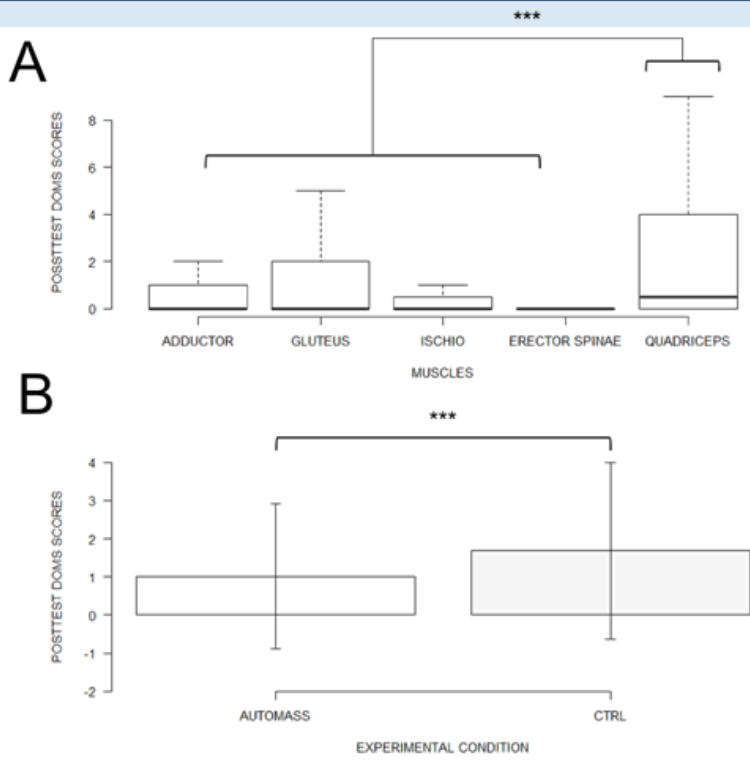 ***
A
POSSTTEST DOMS SCORES
8
6
4
2
0
ADDUCTOR GLUTEUS ISCHIO ERECTOR SPINAE QUADRICEPS
MUSCLES
B
***
POSTTEST DOMS SCORES
4
3
2
1
0
-1
-2
AUTOMASS CTRL
EXPERIMENTAL CONDITION